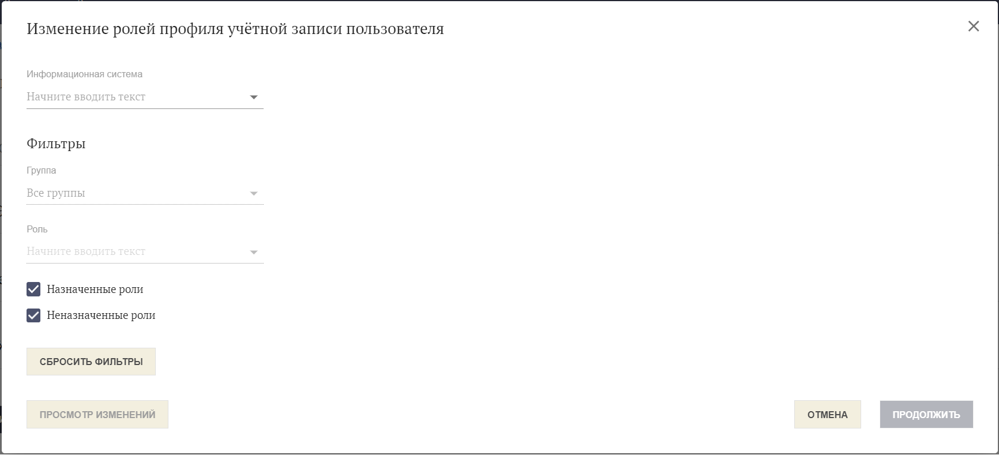 Изменение ролей профиля учётной записи пользователя
Информационная система
Начните вводить текст
Фильтры
Группа
Все группы
Роль
Начните вводить текст
Назначенные роли
Неназначенные роли
СБРОСИТЬ ФИЛЬТРЫ
ПРОСМОТР ИЗМЕНЕНИЙ
ОТМЕНА
ПРОДОЛЖИТЬ